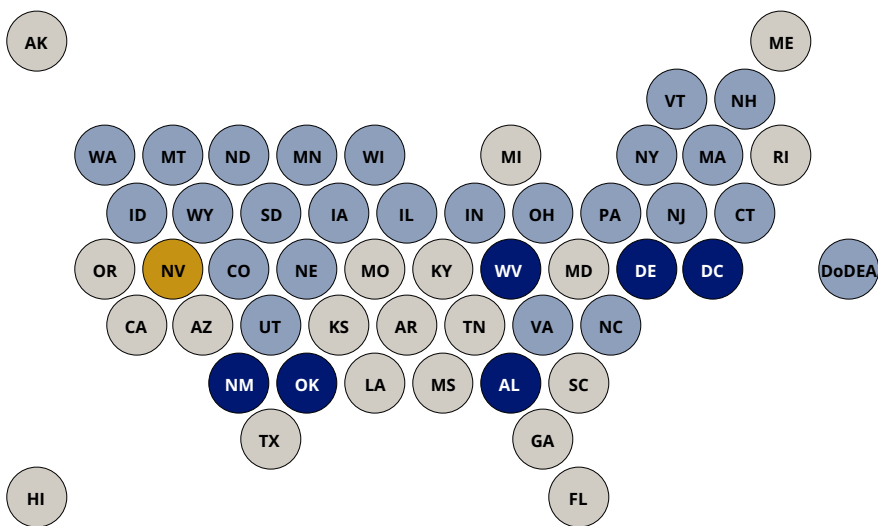 AK ME
VT NH
WA MT ND MN WI MI NY MA RI
ID WY SD IA IL IN OH PA NJ CT
OR NV CO NE MO KY WV MD DE DC DoDEA
CA AZ UT KS AR TN VA NC
NM OK LA MS AL SC
TX GA
HI FL